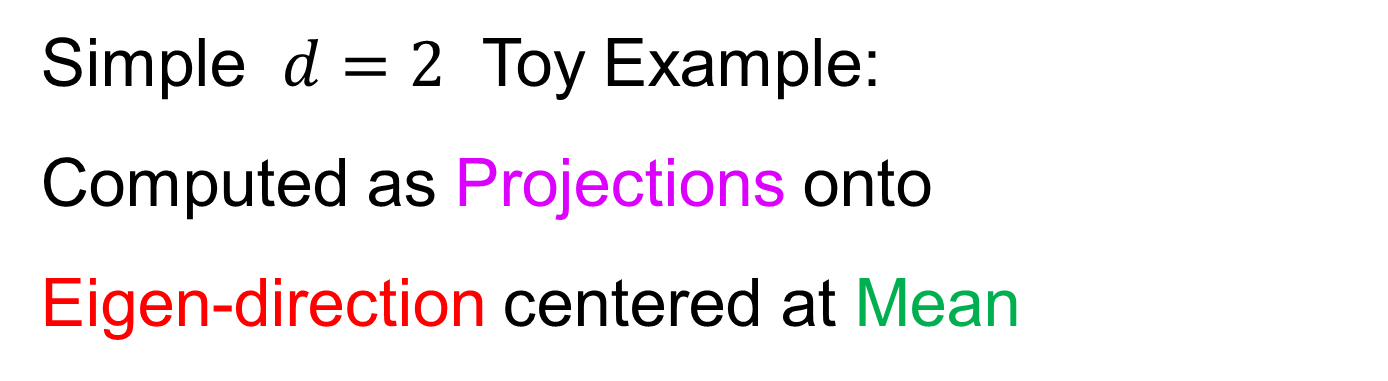 Simple d = 2 Toy Example:
Computed as Projections onto
Eigen-direction centered at Mean